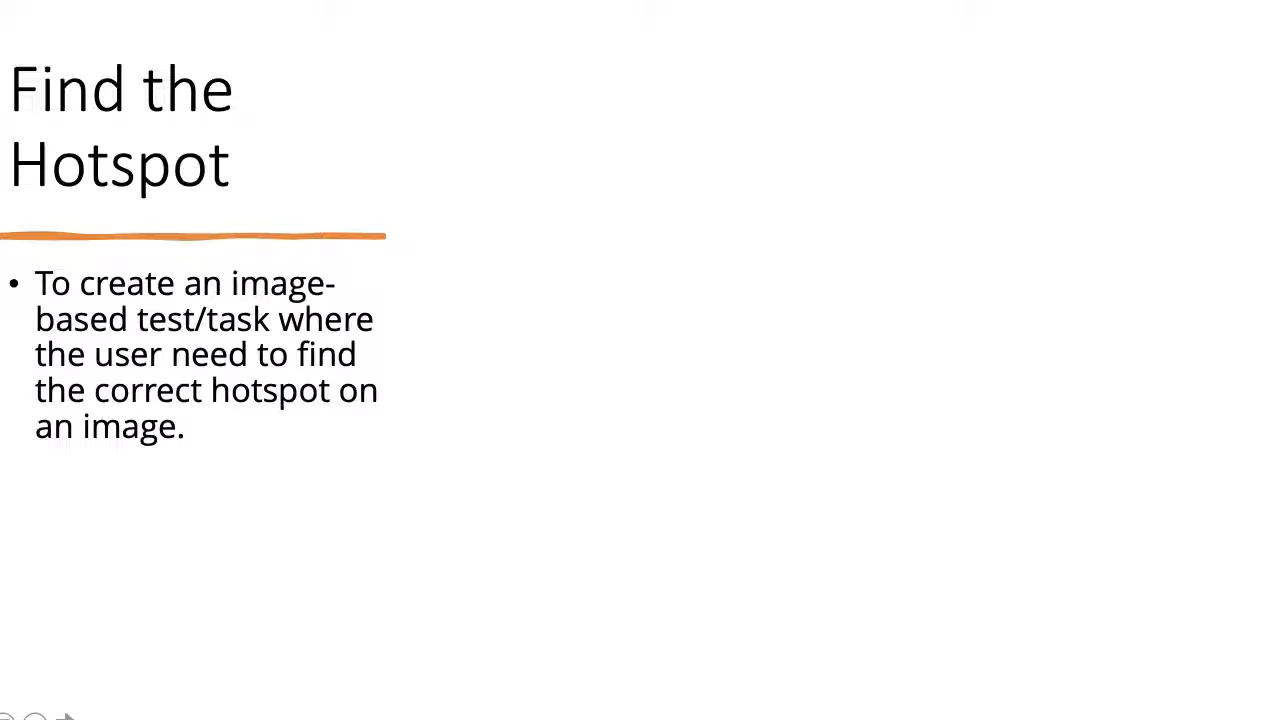 Find the
Hotspot
• To create an image-
based test/task where
the user need to find
the correct hotspot on
an image.